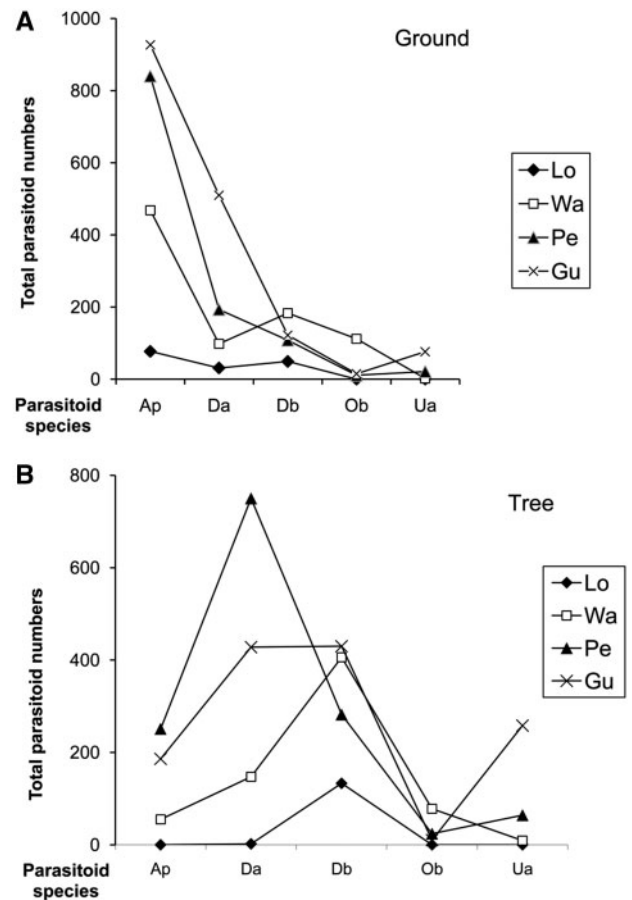 A
Ground
Total parasitoid numbers
1000
800
600
400
200
0
Parasitoid species
Ap Da Db Ob Ua
Lo
Wa
Pe
Gu
B
Tree
Total parasitoid numbers
800
600
400
200
0
Parasitoid species
Ap Da Db Ob Ua
Lo
Wa
Pe
Gu